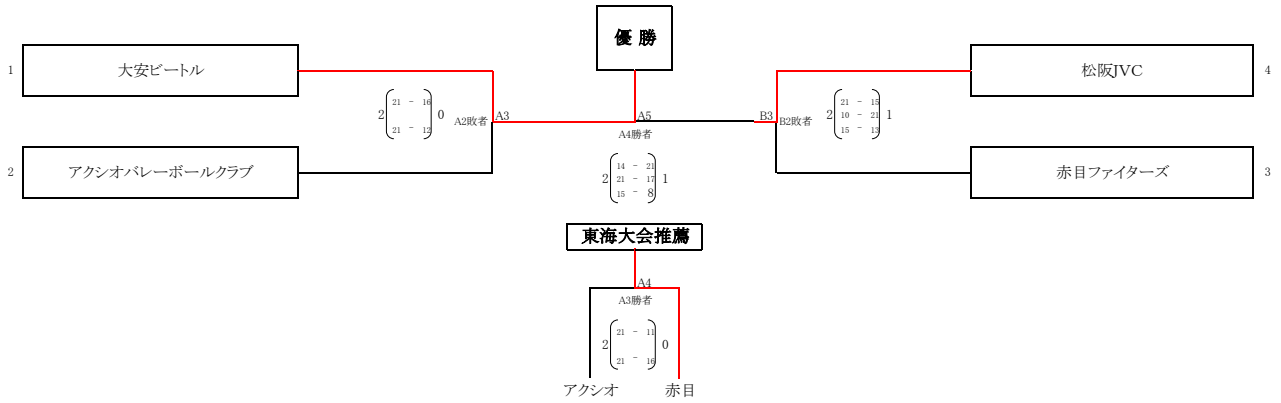 優 勝
1 大安ビートル
松阪JVC 4
2 21 - 16 0
21 - 12
A2敗者 A3
A5
A4勝者
B3 B2敗者
2 21 - 15 1
10 - 21
15 - 13
2 アクシオバレーボールクラブ
赤目ファイターズ 3
14 - 21
2 21 - 17 1
15 - 8
東海大会推薦
A4
A3勝者
2 21 - 11 0
21 - 16
アクシオ 赤目